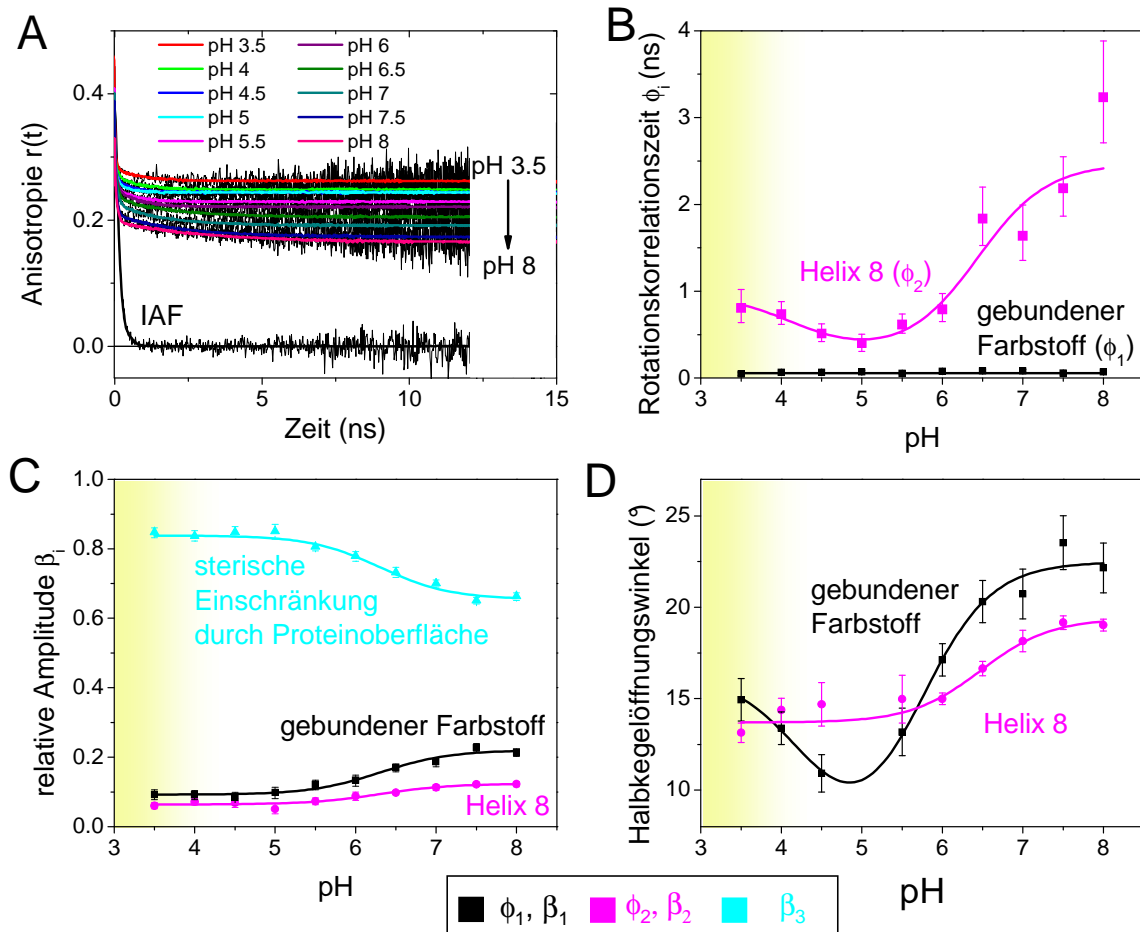 A
Anisotropie r(t)
0.4
0.2
0.0
pH 3.5
pH 4
pH 4.5
pH 5
pH 5.5
pH 6
pH 6.5
pH 7
pH 7.5
pH 8
pH 3.5
pH 8
IAF
0 5 10 15
Zeit (ns)
B
Rotationskorrelationszeit ϕi (ns)
4
3
2
1
0
Helix 8 (ϕ2)
gebundener
Farbstoff (ϕ1)
3 4 5 6 7 8
pH
C
relative Amplitude βi
1.0
0.8
0.6
0.4
0.2
0.0
sterische
Einschränkung
durch Proteinoberfläche
gebundener Farbstoff
Helix 8
3 4 5 6 7 8
pH
D
Halbkegelöffnungswinkel (°)
25
20
15
10
gebundener
Farbstoff
Helix 8
3 4 5 6 7 8
pH
ϕ1, β1 ϕ2, β2 β3